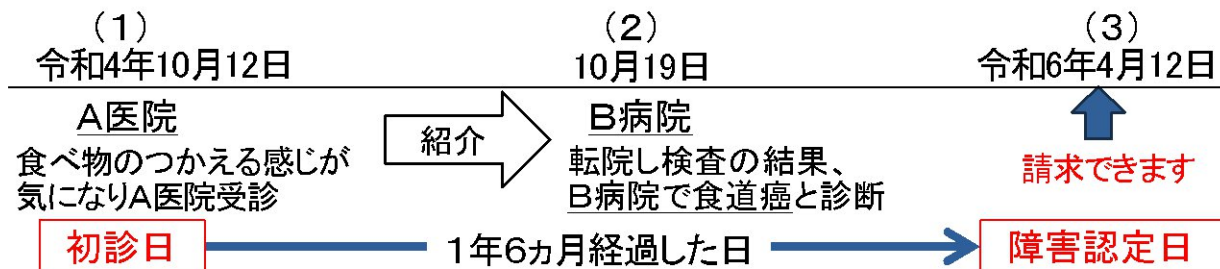 （1）
令和4年10月12日
A医院
食べ物のつかえる感じが
気になりA医院受診
初診日
紹介
（2）
10月19日
B病院
転院し検査の結果、
B病院で食道癌と診断
1年6ヵ月経過した日
（3）
令和6年4月12日
請求できます
障害認定日